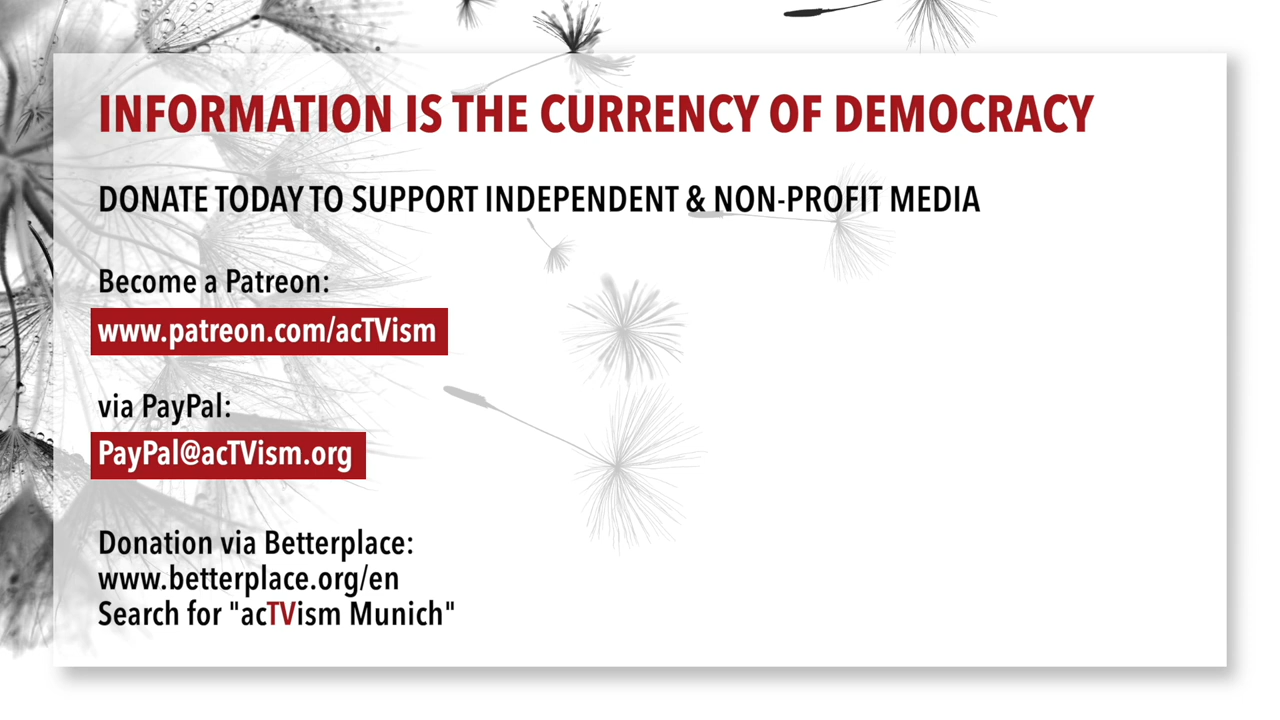 INFORMATION IS THE CURRENCY OF DEMOCRACY
DONATE TODAY TO SUPPORT INDEPENDENT & NON-PROFIT MEDIA
Become a Patreon:
www.patreon.com/acTVism
via PayPal:
PayPal@acTVism.org
Donation via Betterplace:
www.betterplace.org/en
Search for "acTVism Munich"